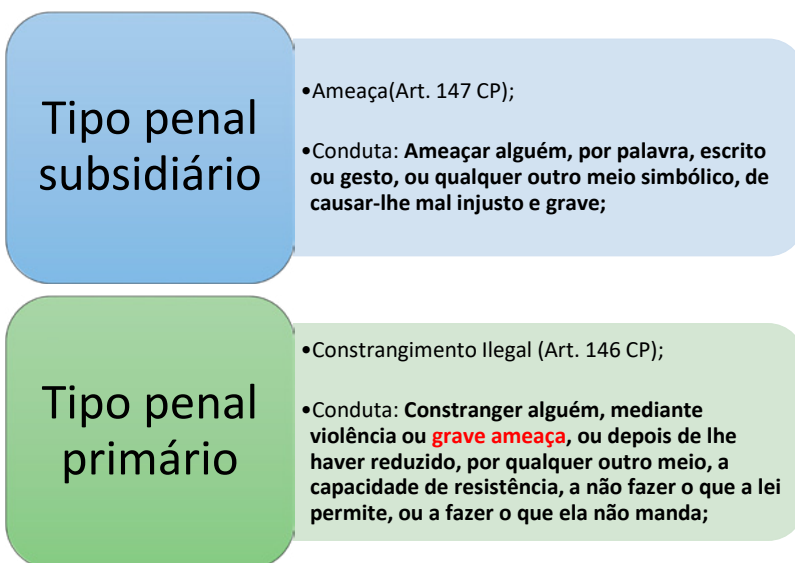 Tipo penal
subsidiário
•Ameaça(Art. 147 CP);
•Conduta: Ameaçar alguém, por palavra, escrito
ou gesto, ou qualquer outro meio simbólico, de
causar-lhe mal injusto e grave;
Tipo penal
primário
•Constrangimento Ilegal (Art. 146 CP);
•Conduta: Constranger alguém, mediante
violência ou grave ameaça, ou depois de lhe
haver reduzido, por qualquer outro meio, a
capacidade de resistência, a não fazer o que a lei
permite, ou a fazer o que ela não manda;